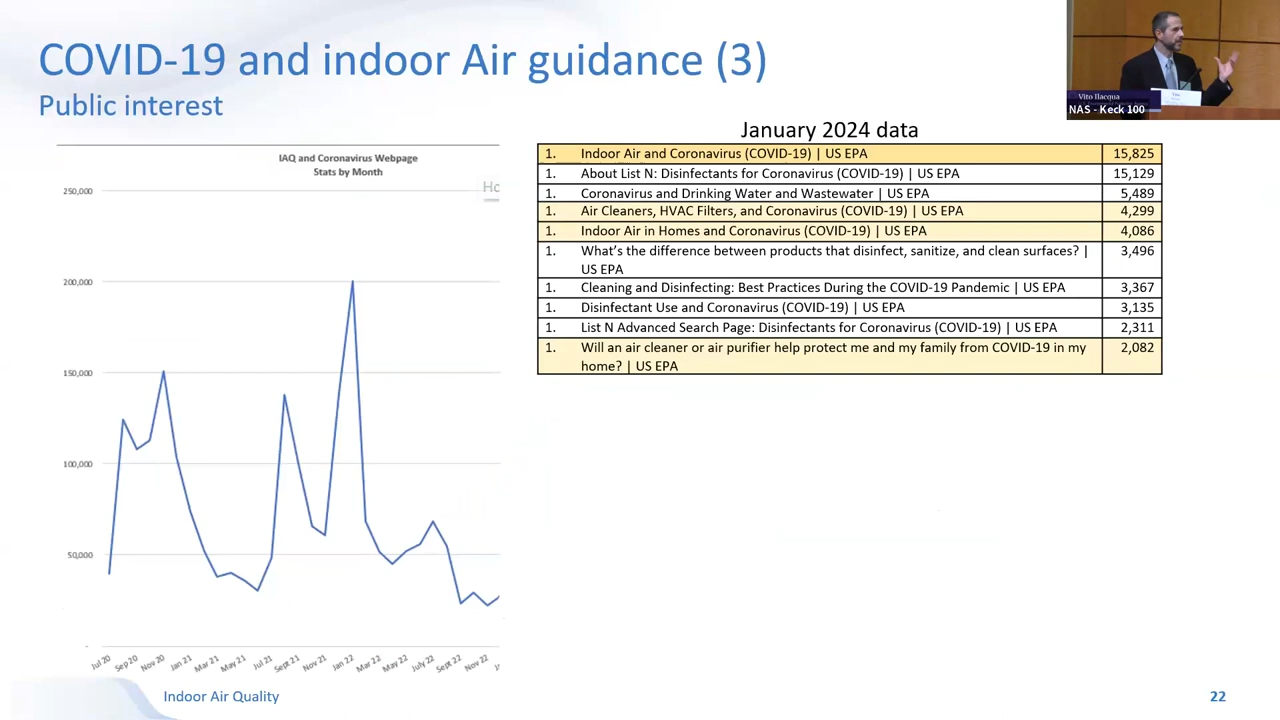 COVID-19 and indoor Air guidance (3)
Public interest
Vito Ilacqua
NAS - Keck 100
IAQ and Coronavirus Webpage
Stats by Month
250,000
200,000
150,000
100,000
50,000
-
Jul 20
Sep 20
Nov 20
Jan 21
Mar 21
May 21
Jul 21
Sept 21
Nov 21
Jan 22
Mar 22
May 22
July 22
Sept 22
Nov 22
January 2024 data
1. Indoor Air and Coronavirus (COVID-19) | US EPA 15,825
1. About List N: Disinfectants for Coronavirus (COVID-19) | US EPA 15,129
1. Coronavirus and Drinking Water and Wastewater | US EPA 5,489
1. Air Cleaners, HVAC Filters, and Coronavirus (COVID-19) | US EPA 4,299
1. Indoor Air in Homes and Coronavirus (COVID-19) | US EPA 4,086
1. What's the difference between products that disinfect, sanitize, and clean surfaces? | 3,496
US EPA
1. Cleaning and Disinfecting: Best Practices During the COVID-19 Pandemic | US EPA 3,367
1. Disinfectant Use and Coronavirus (COVID-19) | US EPA 3,135
1. List N Advanced Search Page: Disinfectants for Coronavirus (COVID-19) | US EPA 2,311
1. Will an air cleaner or air purifier help protect me and my family from COVID-19 in my 2,082
home? | US EPA
Indoor Air Quality
22